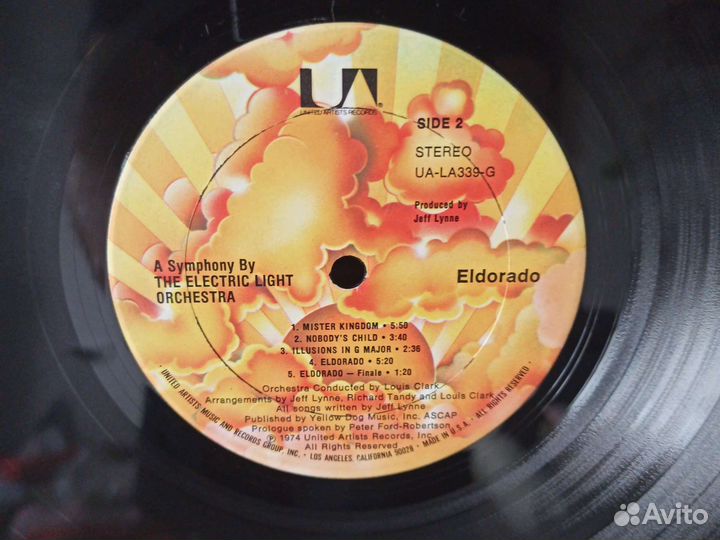 UA
UNITED ARTISTS RECORDS
SIDE 2
STEREO
UA-LA339-G
Produced by
Jeff Lynne
A Symphony By
THE ELECTRIC LIGHT
ORCHESTRA
Eldorado
1. MISTER KINGDOM • 5:50
2. NOBODY'S CHILD • 3:40
3. ILLUSIONS IN G MAJOR • 2:36
4. ELDORADO • 5:20
5. ELDORADO — Finale • 1:20
Orchestra Conducted by Louis Clark
Arrangements by Jeff Lynne, Richard Tandy and Louis Clark
All songs written by Jeff Lynne
Published by Yellow Dog Music, Inc. ASCAP
Prologue spoken by Peter Ford-Robertson
℗ 1974 United Artists Records, Inc.
• UNITED ARTISTS MUSIC AND RECORDS GROUP, INC. • LOS ANGELES, CALIFORNIA 90028 • MADE IN U.S.A. • ALL RIGHTS RESERVED •
Avito